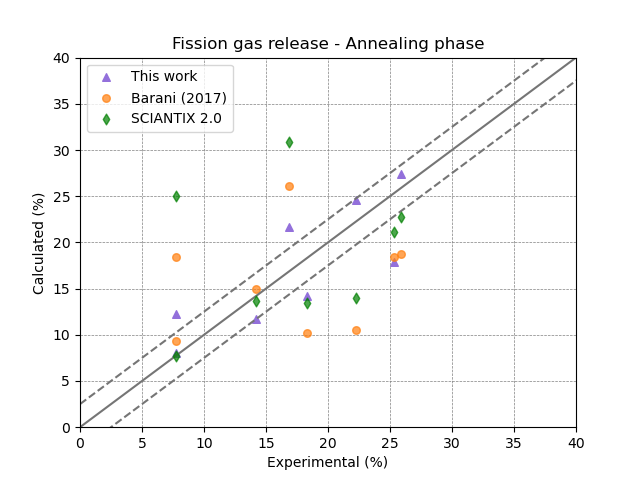 Fission gas release - Annealing phase
This work
Barani (2017)
SCIANTIX 2.0
40
35
30
25
20
15
10
5
0
Calculated (%)
0 5 10 15 20 25 30 35 40
Experimental (%)